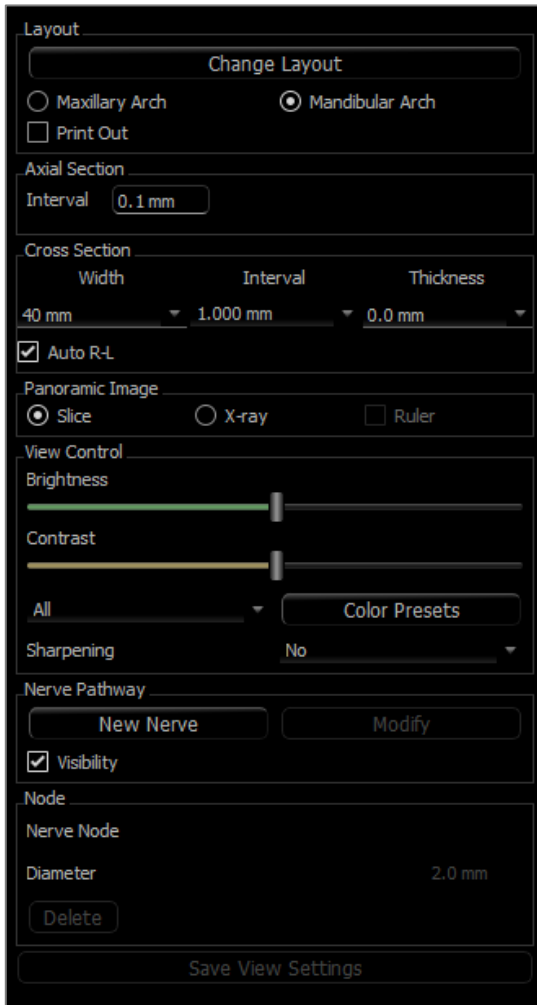 Layout
Change Layout
Maxillary Arch Mandibular Arch
Print Out
Axial Section
Interval 0.1 mm
Cross Section
Width Interval Thickness
40 mm 1.000 mm 0.0 mm
Auto R-L
Panoramic Image
Slice X-ray Ruler
View Control
Brightness
Contrast
All Color Presets
Sharpening No
Nerve Pathway
New Nerve Modify
Visibility
Node
Nerve Node
Diameter 2.0 mm
Delete
Save View Settings